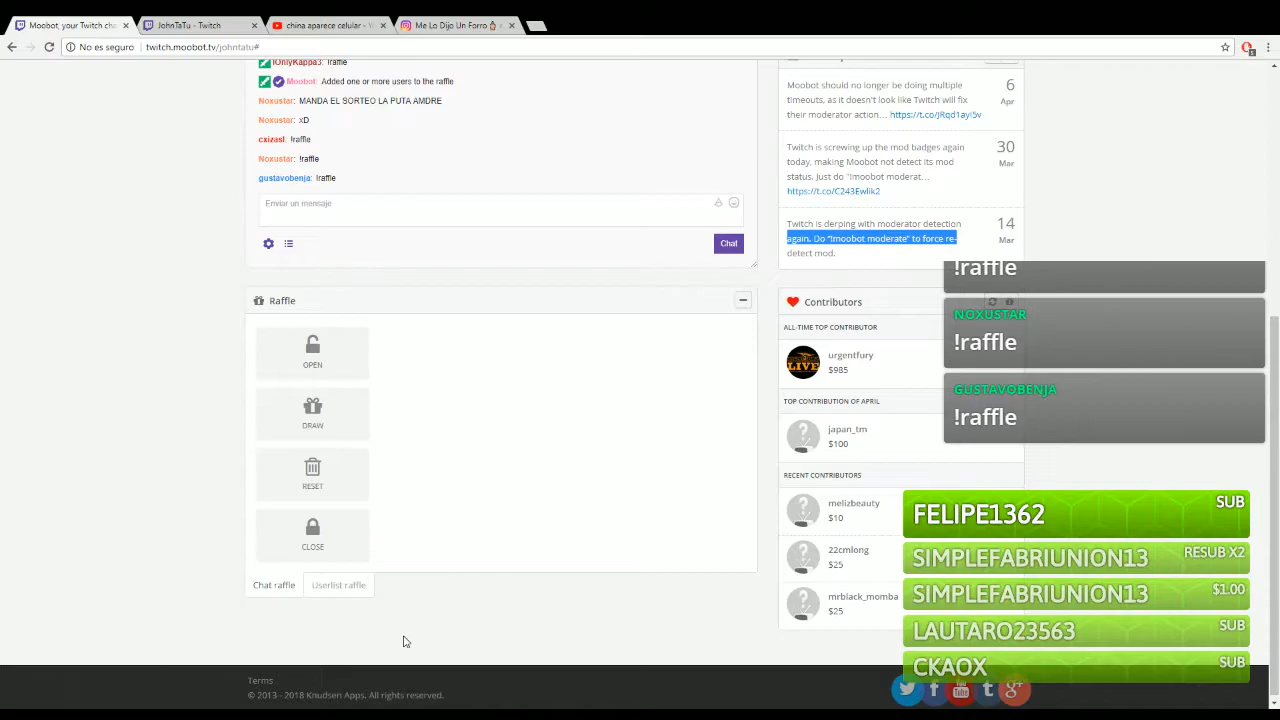 Moobot, your Twitch cha
JohnTaTu - Twitch
china aparece celular - Y
Me Lo Dijo Un Forro
No es seguro
twitch.moobot.tv/johntatu#
IOnlyKappa3: !raffle
Moobot: Added one or more users to the raffle
Noxustar: MANDA EL SORTEO LA PUTA AMDRE
Noxustar: xD
cxizasl: !raffle
Noxustar: !raffle
gustavobenja: !raffle
Enviar un mensaje
Chat
Raffle
OPEN
DRAW
RESET
CLOSE
Chat raffle
Userlist raffle
Moobot should no longer be doing multiple
timeouts, as it doesn't look like Twitch will fix
their moderator action… https://t.co/JRqd1ayI5v
6
Apr
Twitch is screwing up the mod badges again
today, making Moobot not detect its mod
status. Just do "!moobot moderat…
https://t.co/C243Ewlik2
30
Mar
Twitch is derping with moderator detection
again. Do "!moobot moderate" to force re-
detect mod.
14
Mar
Contributors
ALL-TIME TOP CONTRIBUTOR
urgentfury
$985
TOP CONTRIBUTION OF APRIL
japan_tm
$100
RECENT CONTRIBUTORS
melizbeauty
$10
22cmlong
$25
mrblack_momba
$25
!raffle
NOXUSTAR
!raffle
GUSTAVOBENJA
!raffle
FELIPE1362 SUB
SIMPLEFABRIUNION13 RESUB X2
SIMPLEFABRIUNION13 $1.00
LAUTARO23563 SUB
CKAOX SUB
Terms
© 2013 - 2018 Knudsen Apps. All rights reserved.